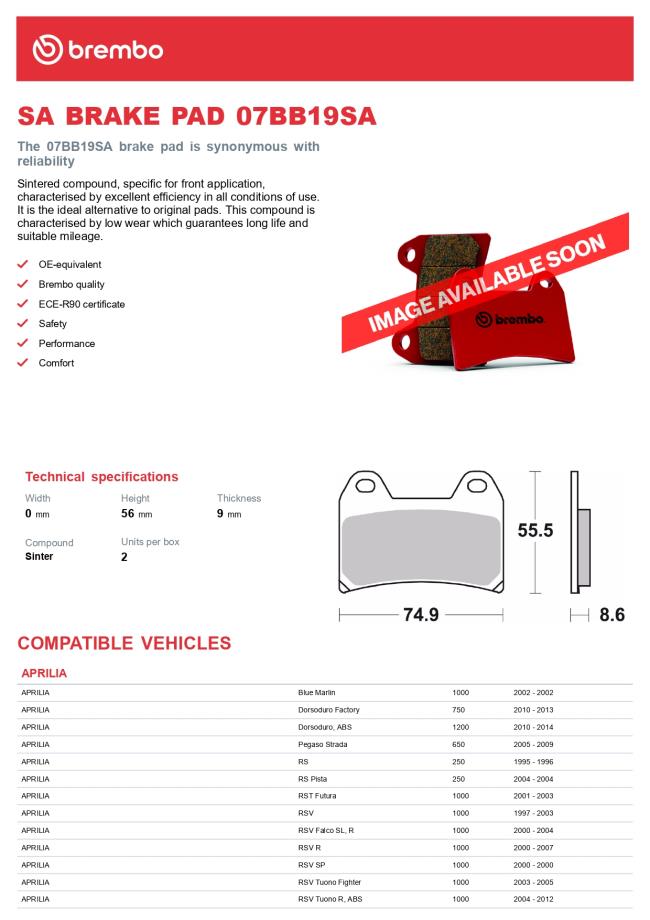 brembo
SA BRAKE PAD 07BB19SA
The 07BB19SA brake pad is synonymous with
reliability
Sintered compound, specific for front application,
characterised by excellent efficiency in all conditions of use.
It is the ideal alternative to original pads. This compound is
characterised by low wear which guarantees long life and
suitable mileage.
OE-equivalent
Brembo quality
ECE-R90 certificate
Safety
Performance
Comfort
IMAGE AVAILABLE SOON
brembo
Technical specifications
Width Height Thickness
0 mm 56 mm 9 mm
Compound Units per box
Sinter 2
55.5
74.9 8.6
COMPATIBLE VEHICLES
APRILIA
APRILIA Blue Marlin 1000 2002 - 2002
APRILIA Dorsoduro Factory 750 2010 - 2013
APRILIA Dorsoduro, ABS 1200 2010 - 2014
APRILIA Pegaso Strada 650 2005 - 2009
APRILIA RS 250 1995 - 1996
APRILIA RS Pista 250 2004 - 2004
APRILIA RST Futura 1000 2001 - 2003
APRILIA RSV 1000 1997 - 2003
APRILIA RSV Falco SL, R 1000 2000 - 2004
APRILIA RSV R 1000 2000 - 2007
APRILIA RSV SP 1000 2000 - 2000
APRILIA RSV Tuono Fighter 1000 2003 - 2005
APRILIA RSV Tuono R, ABS 1000 2004 - 2012